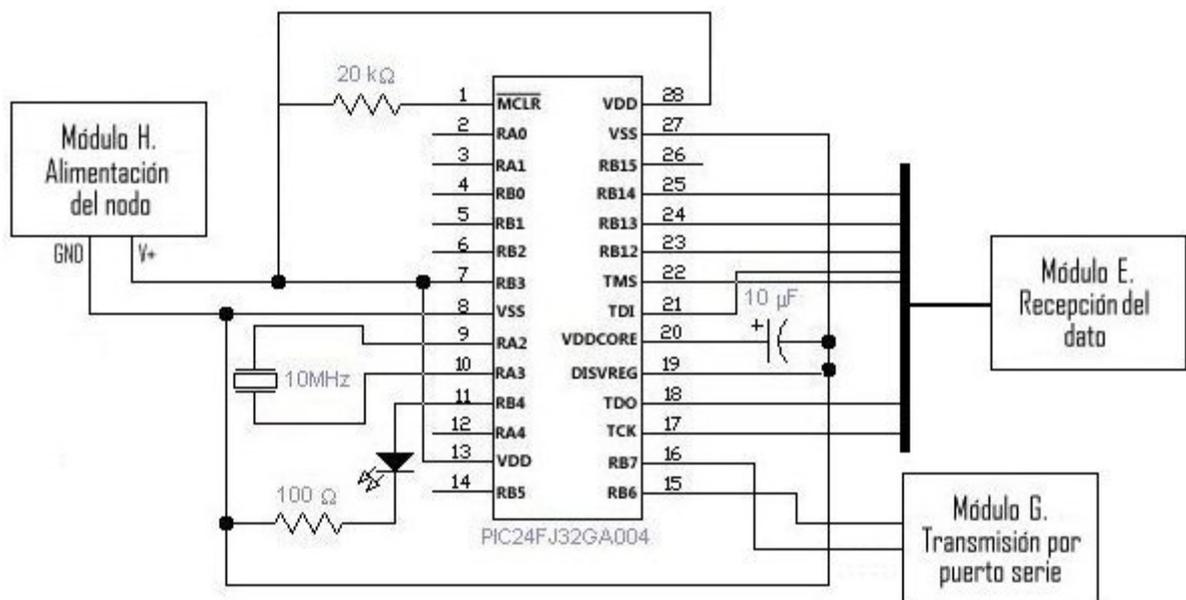 20 kΩ
Módulo H.
Alimentación
del nodo
GND
V+
1
2
3
4
5
6
7
8
9
10
11
12
13
14
MCLR
RA0
RA1
RB0
RB1
RB2
RB3
VSS
RA2
RA3
RB4
RA4
VDD
RB5
VDD
VSS
RB15
RB14
RB13
RB12
TMS
TDI
VDDCORE
DISVREG
TDO
TCK
RB7
RB6
28
27
26
25
24
23
22
21
20
19
18
17
16
15
10MHz
100 Ω
10 µF
+
PIC24FJ32GA004
Módulo E.
Recepción del
dato
Módulo G.
Transmisión por
puerto serie